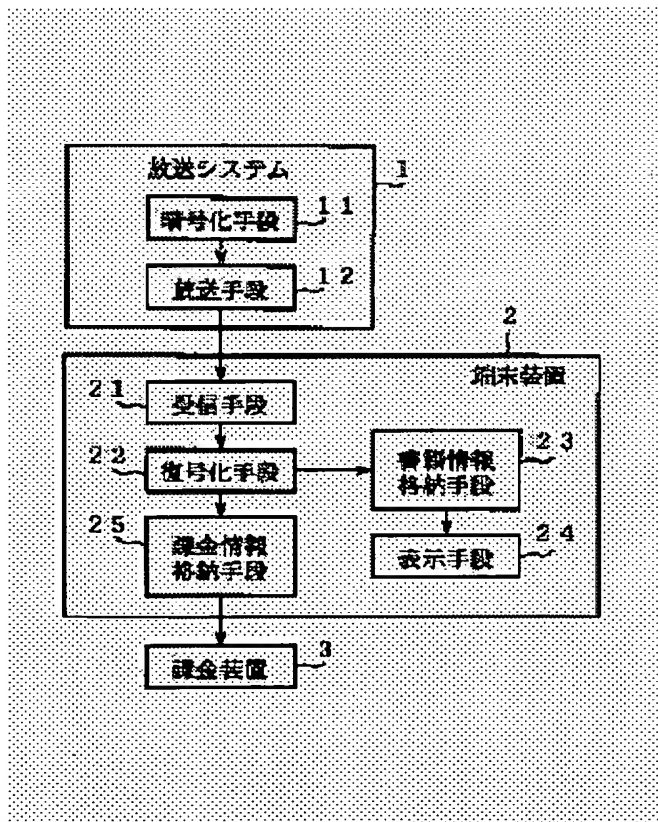 放送システム
1
11
暗号化手段
12
放送手段
2
端末装置
21
受信手段
22
復号化手段
23
書籍情報
格納手段
25
課金情報
格納手段
24
表示手段
3
課金装置